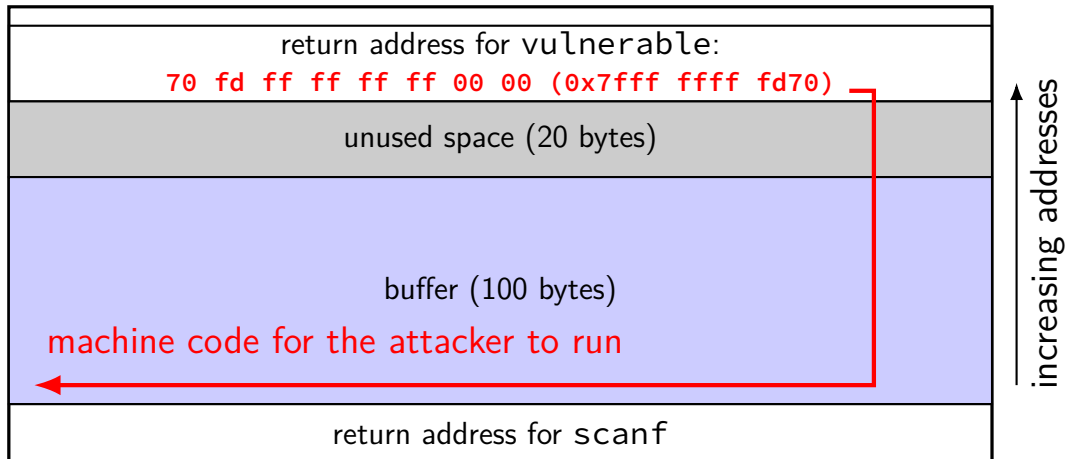 return address for vulnerable:
70 fd ff ff ff ff 00 00 (0x7fff ffff fd70)
unused space (20 bytes)
buffer (100 bytes)
machine code for the attacker to run
return address for scanf
increasing addresses